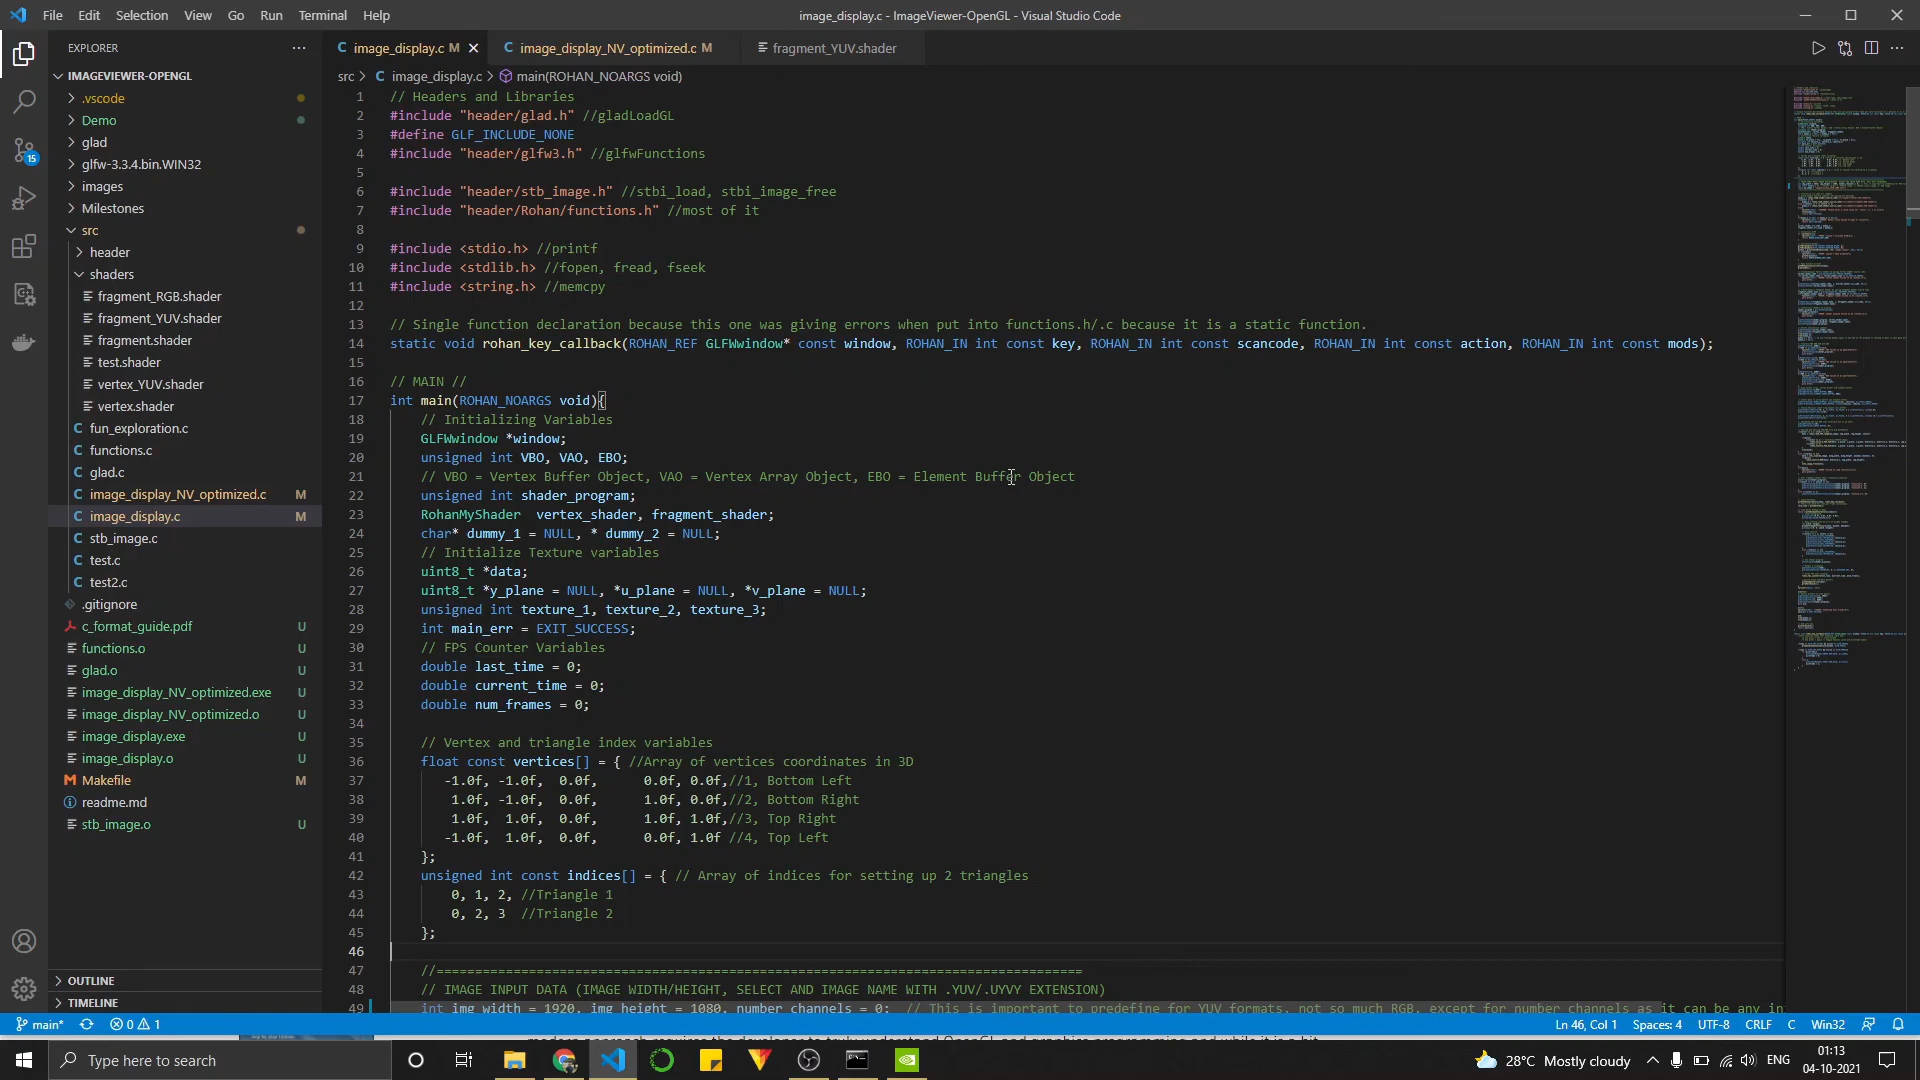 File Edit Selection View Go Run Terminal Help
image_display.c - ImageViewer-OpenGL - Visual Studio Code
EXPLORER
IMAGEVIEWER-OPENGL
.vscode
Demo
glad
glfw-3.3.4.bin.WIN32
images
Milestones
src
header
shaders
fragment_RGB.shader
fragment_YUV.shader
fragment.shader
test.shader
vertex_YUV.shader
vertex.shader
C fun_exploration.c
C functions.c
C glad.c
C image_display_NV_optimized.c M
C image_display.c M
C stb_image.c
C test.c
C test2.c
.gitignore
c_format_guide.pdf U
functions.o U
glad.o U
image_display_NV_optimized.exe U
image_display_NV_optimized.o U
image_display.exe U
image_display.o U
Makefile M
readme.md
stb_image.o U
OUTLINE
TIMELINE
15
C image_display.c M
C image_display_NV_optimized.c M
fragment_YUV.shader
src > C image_display.c > main(ROHAN_NOARGS void)
1 // Headers and Libraries
2 #include "header/glad.h" //gladLoadGL
3 #define GLF_INCLUDE_NONE
4 #include "header/glfw3.h" //glfwFunctions
5
6 #include "header/stb_image.h" //stbi_load, stbi_image_free
7 #include "header/Rohan/functions.h" //most of it
8
9 #include <stdio.h> //printf
10 #include <stdlib.h> //fopen, fread, fseek
11 #include <string.h> //memcpy
12
13 // Single function declaration because this one was giving errors when put into functions.h/.c because it is a static function.
14 static void rohan_key_callback(ROHAN_REF GLFWwindow* const window, ROHAN_IN int const key, ROHAN_IN int const scancode, ROHAN_IN int const action, ROHAN_IN int const mods);
15
16 // MAIN //
17 int main(ROHAN_NOARGS void){
18 // Initializing Variables
19 GLFWwindow *window;
20 unsigned int VBO, VAO, EBO;
21 // VBO = Vertex Buffer Object, VAO = Vertex Array Object, EBO = Element Buffer Object
22 unsigned int shader_program;
23 RohanMyShader  vertex_shader, fragment_shader;
24 char* dummy_1 = NULL, * dummy_2 = NULL;
25 // Initialize Texture variables
26 uint8_t *data;
27 uint8_t *y_plane = NULL, *u_plane = NULL, *v_plane = NULL;
28 unsigned int texture_1, texture_2, texture_3;
29 int main_err = EXIT_SUCCESS;
30 // FPS Counter Variables
31 double last_time = 0;
32 double current_time = 0;
33 double num_frames = 0;
34
35 // Vertex and triangle index variables
36 float const vertices[] = { //Array of vertices coordinates in 3D
37 -1.0f, -1.0f,  0.0f,      0.0f, 0.0f,//1, Bottom Left
38 1.0f, -1.0f,  0.0f,      1.0f, 0.0f,//2, Bottom Right
39 1.0f,  1.0f,  0.0f,      1.0f, 1.0f,//3, Top Right
40 -1.0f,  1.0f,  0.0f,      0.0f, 1.0f //4, Top Left
41 };
42 unsigned int const indices[] = { // Array of indices for setting up 2 triangles
43 0, 1, 2, //Triangle 1
44 0, 2, 3  //Triangle 2
45 };
46
47 //====================================================================================
48 // IMAGE INPUT DATA (IMAGE WIDTH/HEIGHT, SELECT AND IMAGE NAME WITH .YUV/.UYVY EXTENSION)
49 int img_width = 1920, img_height = 1080, number_channels = 0;  // This is important to predefine for YUV formats, not so much RGB, except for number channels as it can be any in
main* 0 1
Ln 46, Col 1 Spaces: 4 UTF-8 CRLF C Win32
Type here to search
28°C Mostly cloudy ENG 01:13
04-10-2021